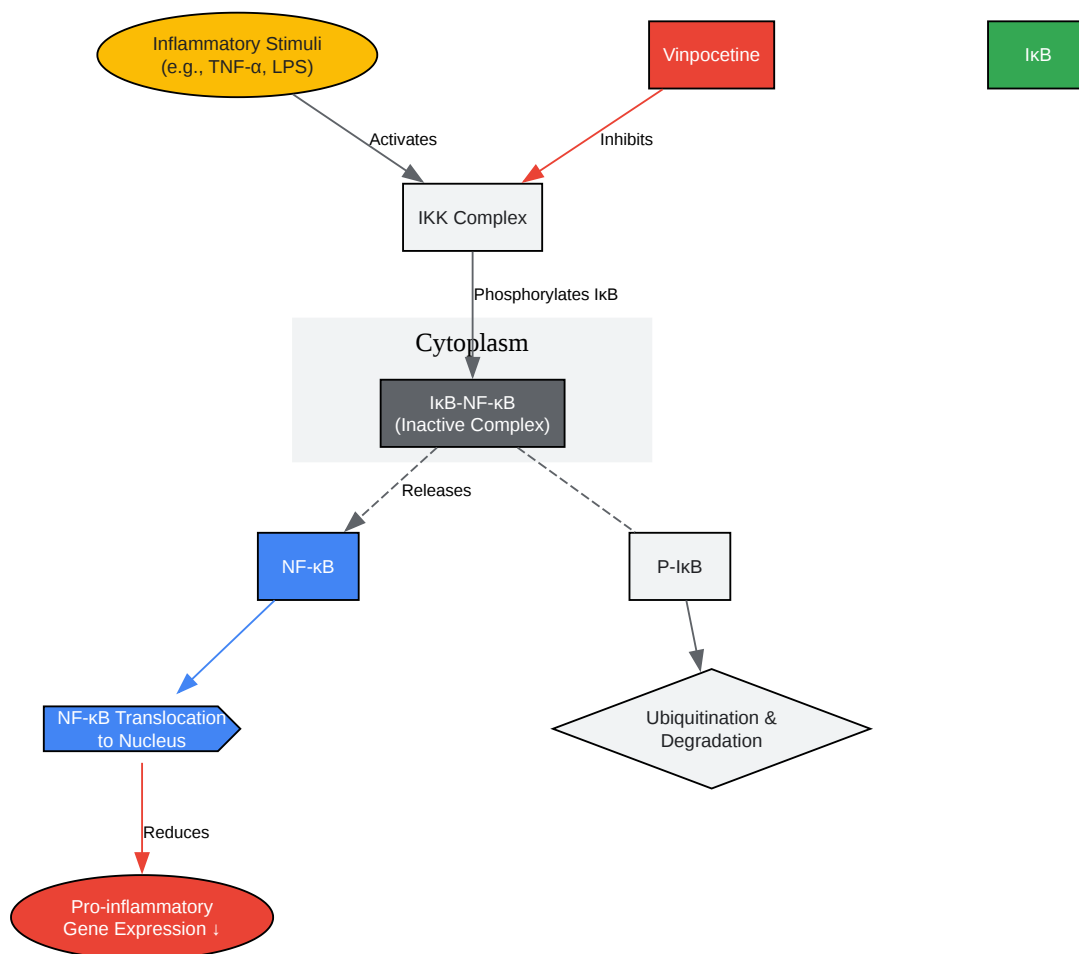 Inflammatory Stimuli
(e.g., TNF-α, LPS)
Vinpocetine
IκB
Activates
Inhibits
IKK Complex
Phosphorylates IκB
Cytoplasm
IκB-NF-κB
(Inactive Complex)
Releases
NF-κB
P-IκB
NF-κB Translocation
to Nucleus
Ubiquitination &
Degradation
Reduces
Pro-inflammatory
Gene Expression ↓